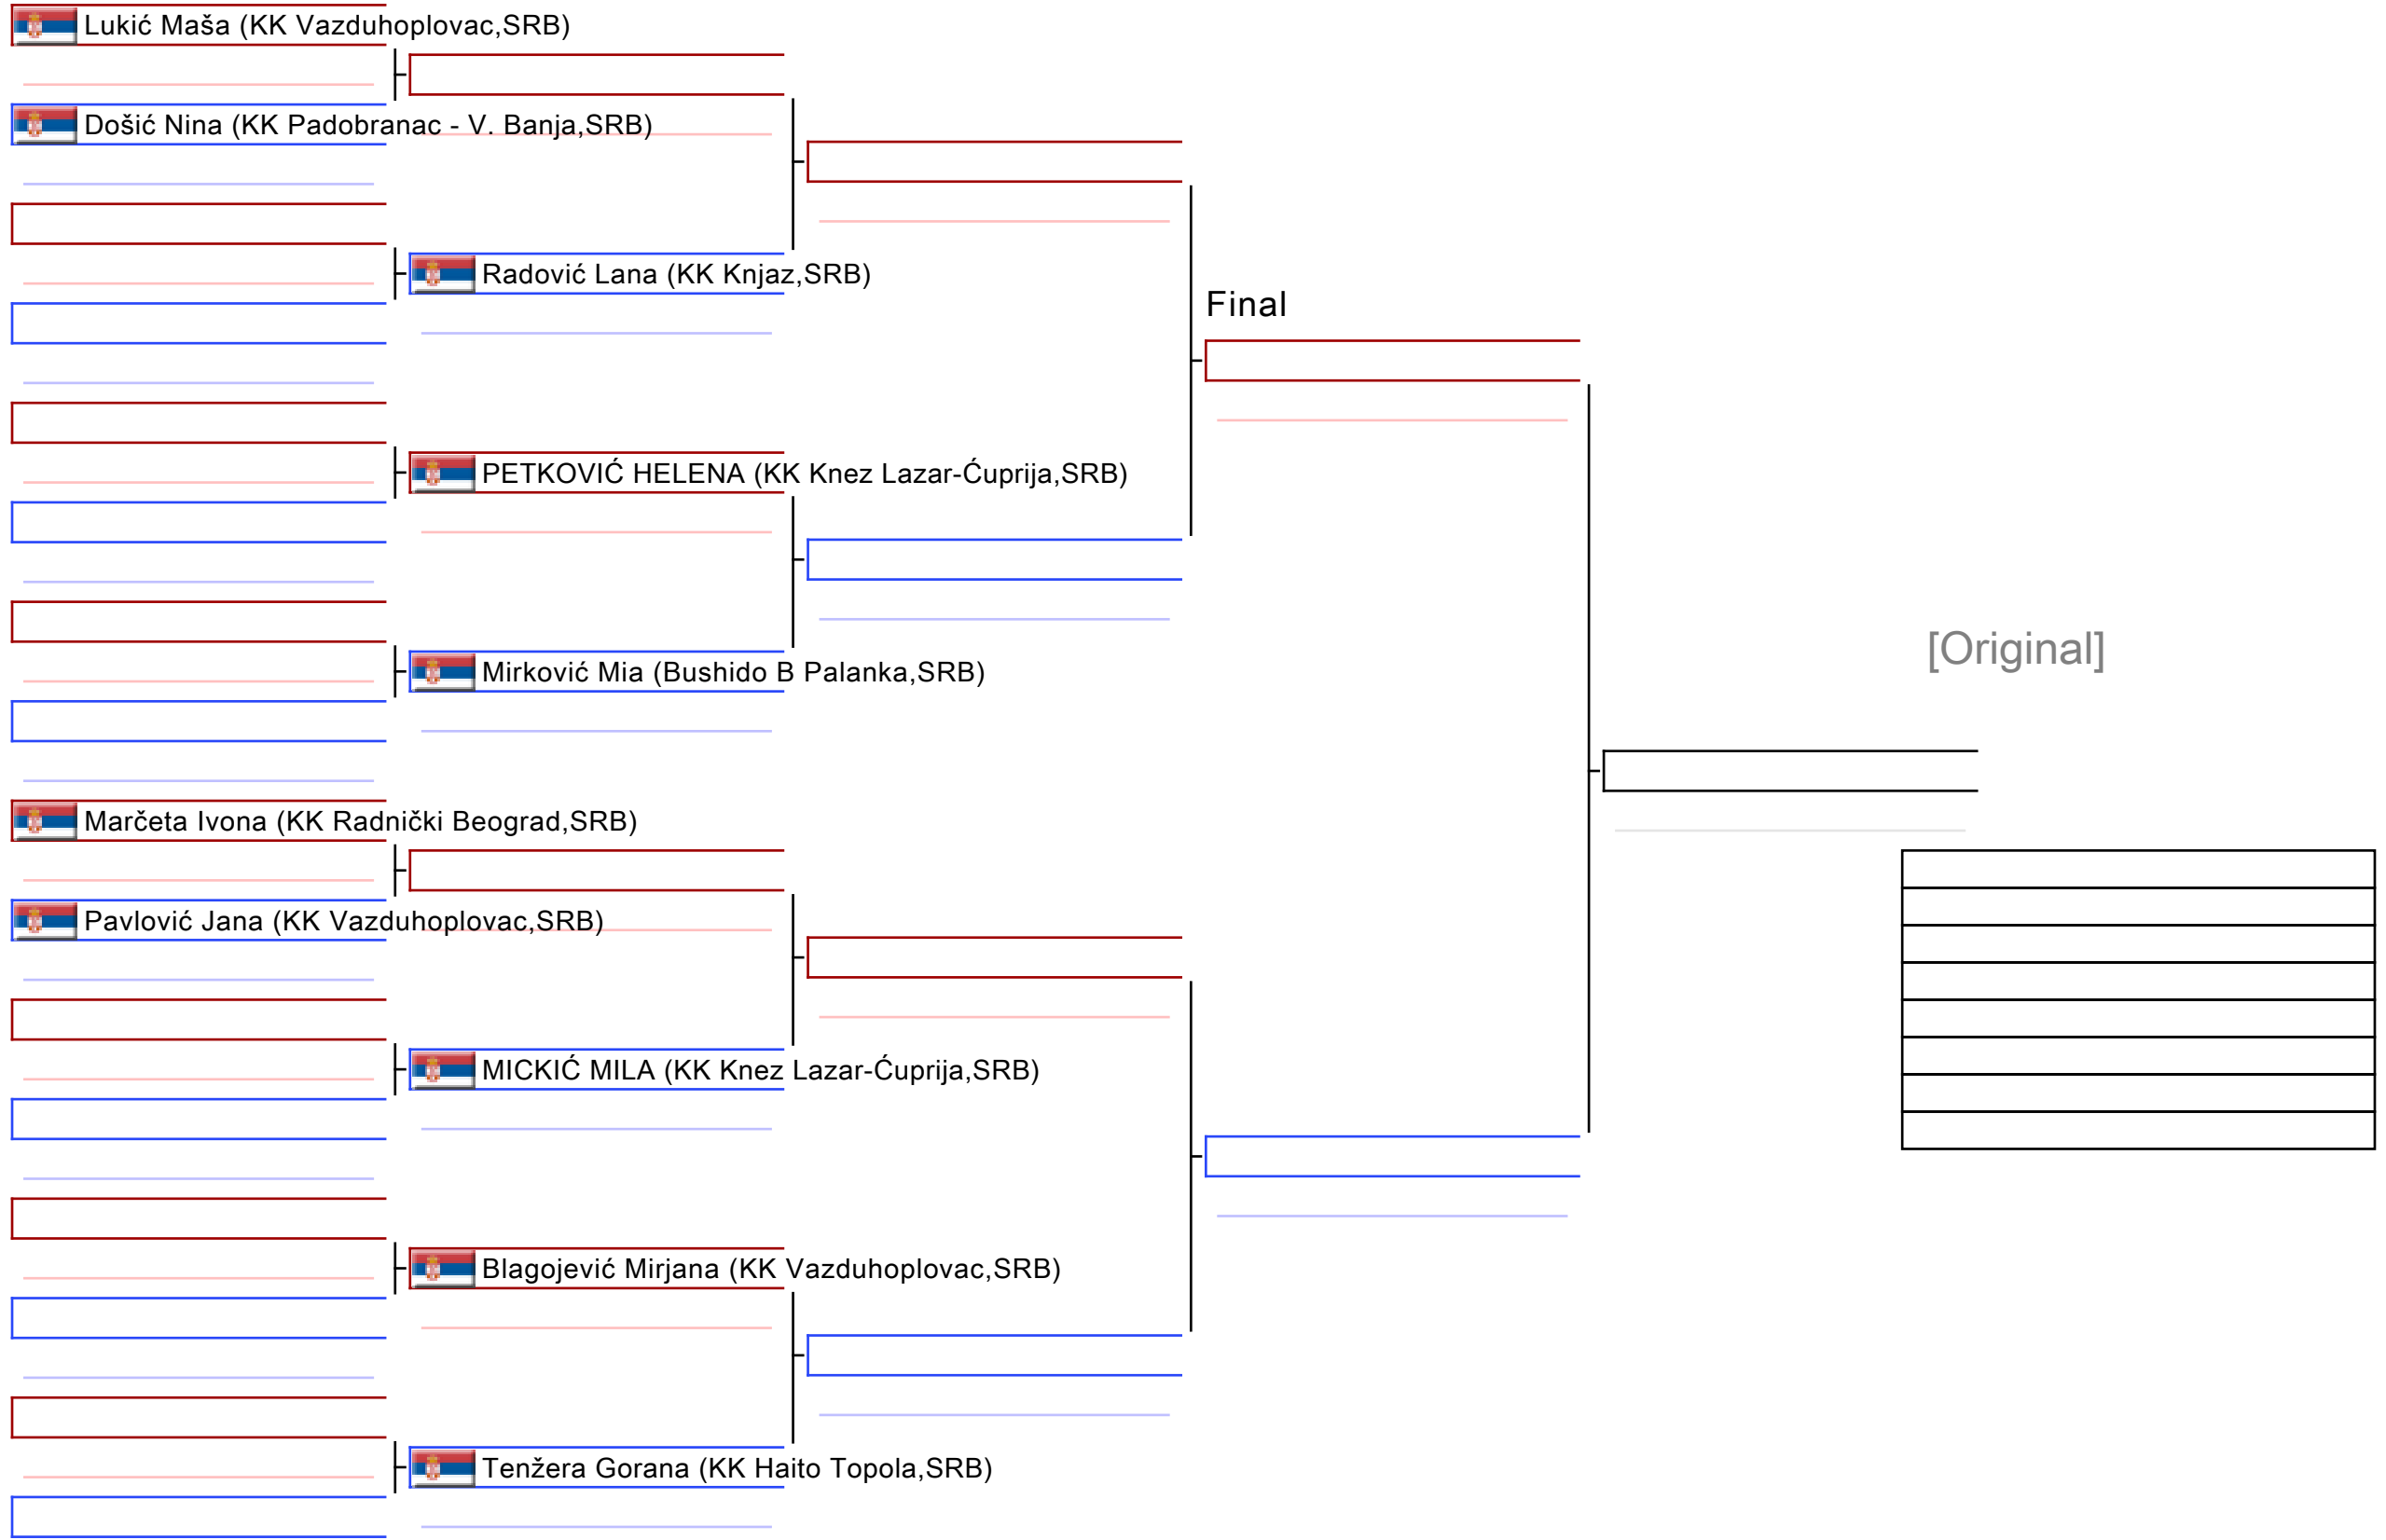 Lukić Maša (KK Vazduhoplovac,SRB)
Došić Nina (KK Padobranac - V. Banja,SRB)
Radović Lana (KK Knjaz,SRB)
Final
PETKOVIĆ HELENA (KK Knez Lazar-Ćuprija,SRB)
[Original]
Mirković Mia (Bushido B Palanka,SRB)
Marčeta Ivona (KK Radnički Beograd,SRB)
Pavlović Jana (KK Vazduhoplovac,SRB)
MICKIĆ MILA (KK Knez Lazar-Ćuprija,SRB)
Blagojević Mirjana (KK Vazduhoplovac,SRB)
Tenžera Gorana (KK Haito Topola,SRB)